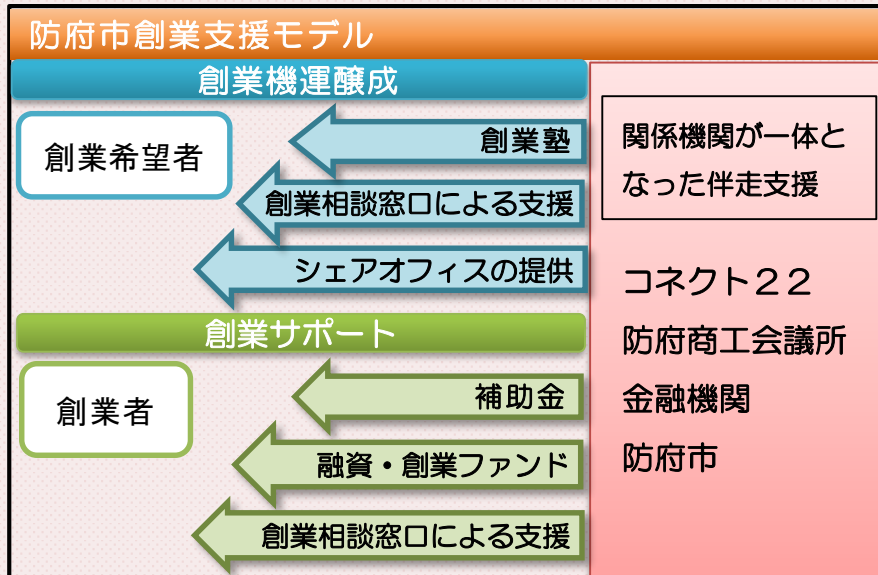 防府市創業支援モデル
創業機運醸成
創業希望者
創業塾
創業相談窓口による支援
シェアオフィスの提供
創業サポート
創業者
補助金
融資・創業ファンド
創業相談窓口による支援
関係機関が一体と
なった伴走支援
コネクト２２
防府商工会議所
金融機関
防府市